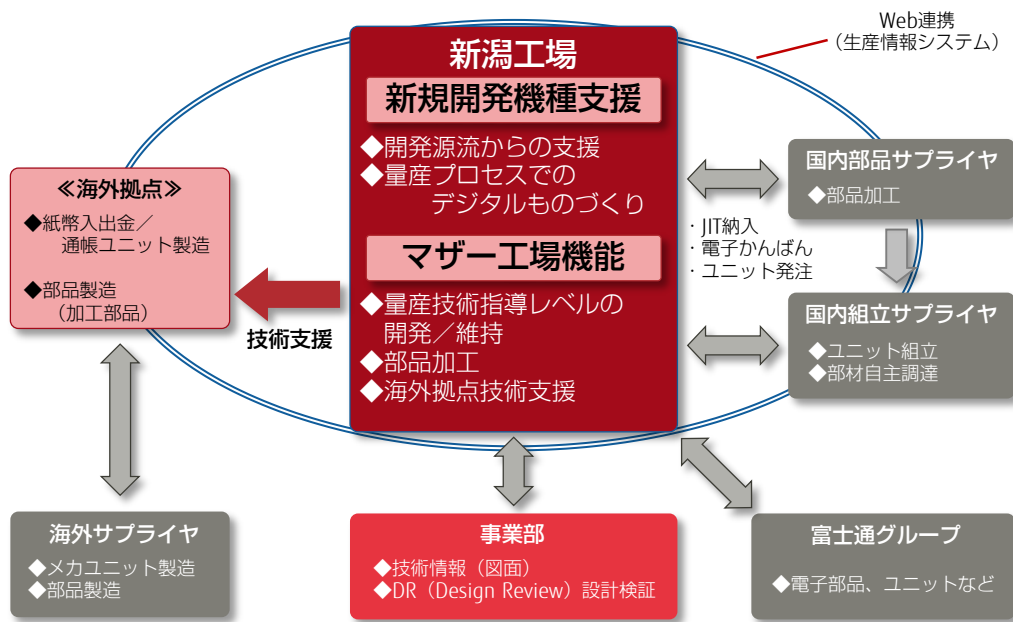 Web連携
（生産情報システム）
新潟工場
新規開発機種支援
◆開発源流からの支援
◆量産プロセスでの
デジタルものづくり
マザー工場機能
◆量産技術指導レベルの
開発／維持
◆部品加工
◆海外拠点技術支援
≪海外拠点≫
◆紙幣入出金／
通帳ユニット製造
◆部品製造
（加工部品）
技術支援
国内部品サプライヤ
◆部品加工
・JIT納入
・電子かんばん
・ユニット発注
国内組立サプライヤ
◆ユニット組立
◆部材自主調達
海外サプライヤ
◆メカユニット製造
◆部品製造
事業部
◆技術情報（図面）
◆DR（Design Review）設計検証
富士通グループ
◆電子部品、ユニットなど